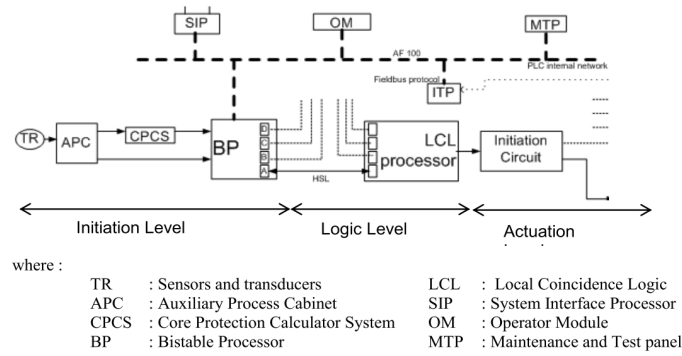 SIP
OM
MTP
AF 100
PLC internal network
Fieldbus protocol
ITP
TR
APC
CPCS
BP
D
C
B
A
HSL
LCL
processor
Initiation
Circuit
Initiation Level
Logic Level
Actuation
where :
TR : Sensors and transducers LCL : Local Coincidence Logic
APC : Auxiliary Process Cabinet SIP : System Interface Processor
CPCS : Core Protection Calculator System OM : Operator Module
BP : Bistable Processor MTP : Maintenance and Test panel